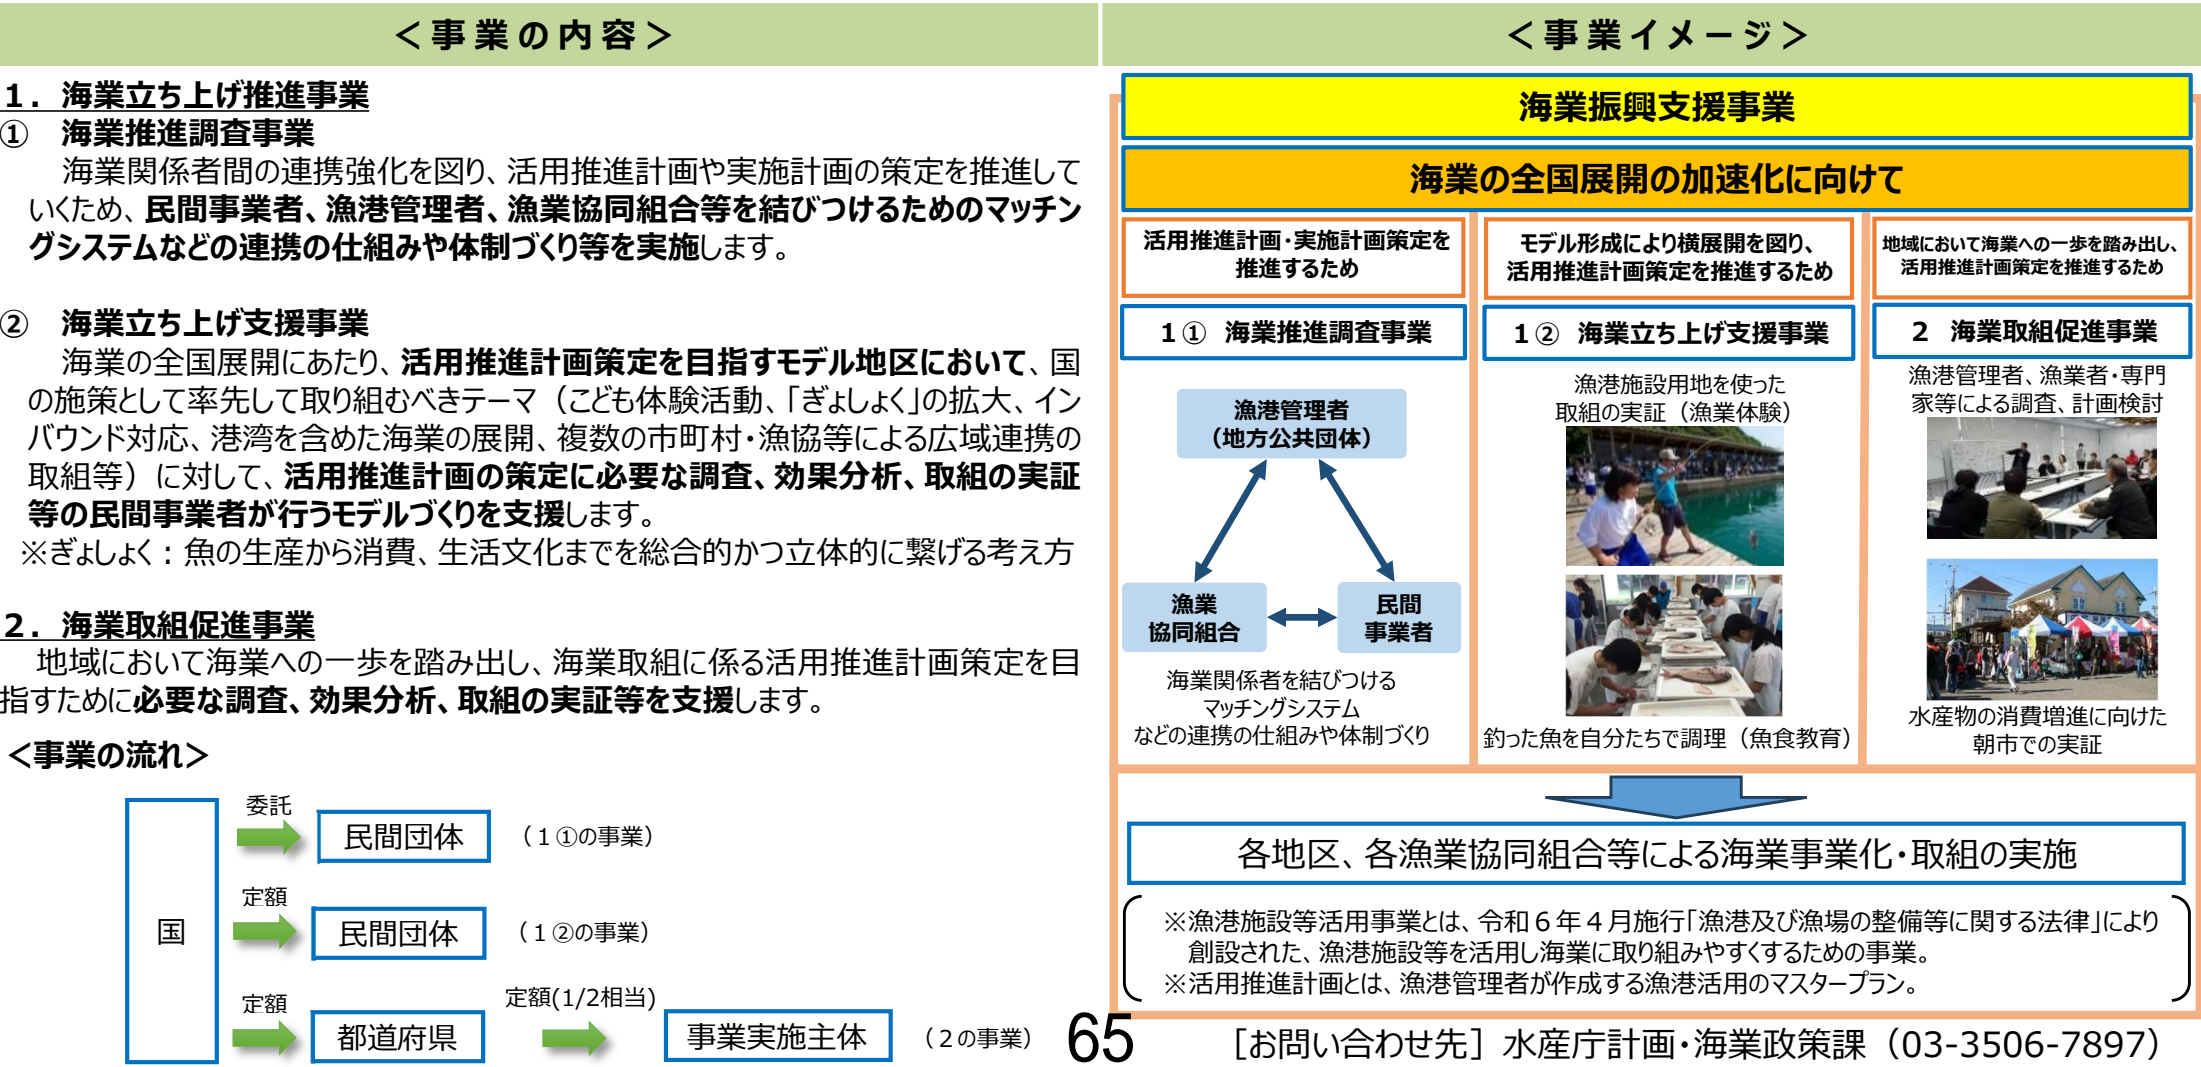 ＜事業の内容＞
１．海業立ち上げ推進事業
①　海業推進調査事業
海業関係者間の連携強化を図り、活用推進計画や実施計画の策定を推進して
いくため、民間事業者、漁港管理者、漁業協同組合等を結びつけるためのマッチン
グシステムなどの連携の仕組みや体制づくり等を実施します。
②　海業立ち上げ支援事業
海業の全国展開にあたり、活用推進計画策定を目指すモデル地区において、国
の施策として率先して取り組むべきテーマ（こども体験活動、「ぎょしょく」の拡大、イン
バウンド対応、港湾を含めた海業の展開、複数の市町村・漁協等による広域連携の
取組等）に対して、活用推進計画の策定に必要な調査、効果分析、取組の実証
等の民間事業者が行うモデルづくりを支援します。
※ぎょしょく：魚の生産から消費、生活文化までを総合的かつ立体的に繋げる考え方
２．海業取組促進事業
地域において海業への一歩を踏み出し、海業取組に係る活用推進計画策定を目
指すために必要な調査、効果分析、取組の実証等を支援します。
＜事業の流れ＞
国
委託
民間団体
（１①の事業）
定額
民間団体
（１②の事業）
定額
都道府県
定額(1/2相当)
事業実施主体
（２の事業）
＜事業イメージ＞
海業振興支援事業
海業の全国展開の加速化に向けて
活用推進計画・実施計画策定を
推進するため
１①　海業推進調査事業
漁港管理者
（地方公共団体）
漁業
協同組合
民間
事業者
海業関係者を結びつける
マッチングシステム
などの連携の仕組みや体制づくり
モデル形成により横展開を図り、
活用推進計画策定を推進するため
１②　海業立ち上げ支援事業
漁港施設用地を使った
取組の実証（漁業体験）
釣った魚を自分たちで調理（魚食教育）
地域において海業への一歩を踏み出し、
活用推進計画策定を推進するため
２　海業取組促進事業
漁港管理者、漁業者・専門
家等による調査、計画検討
水産物の消費増進に向けた
朝市での実証
各地区、各漁業協同組合等による海業事業化・取組の実施
※漁港施設等活用事業とは、令和６年４月施行「漁港及び漁場の整備等に関する法律」により
創設された、漁港施設等を活用し海業に取り組みやすくするための事業。
※活用推進計画とは、漁港管理者が作成する漁港活用のマスタープラン。
65
［お問い合わせ先］水産庁計画・海業政策課（03-3506-7897）